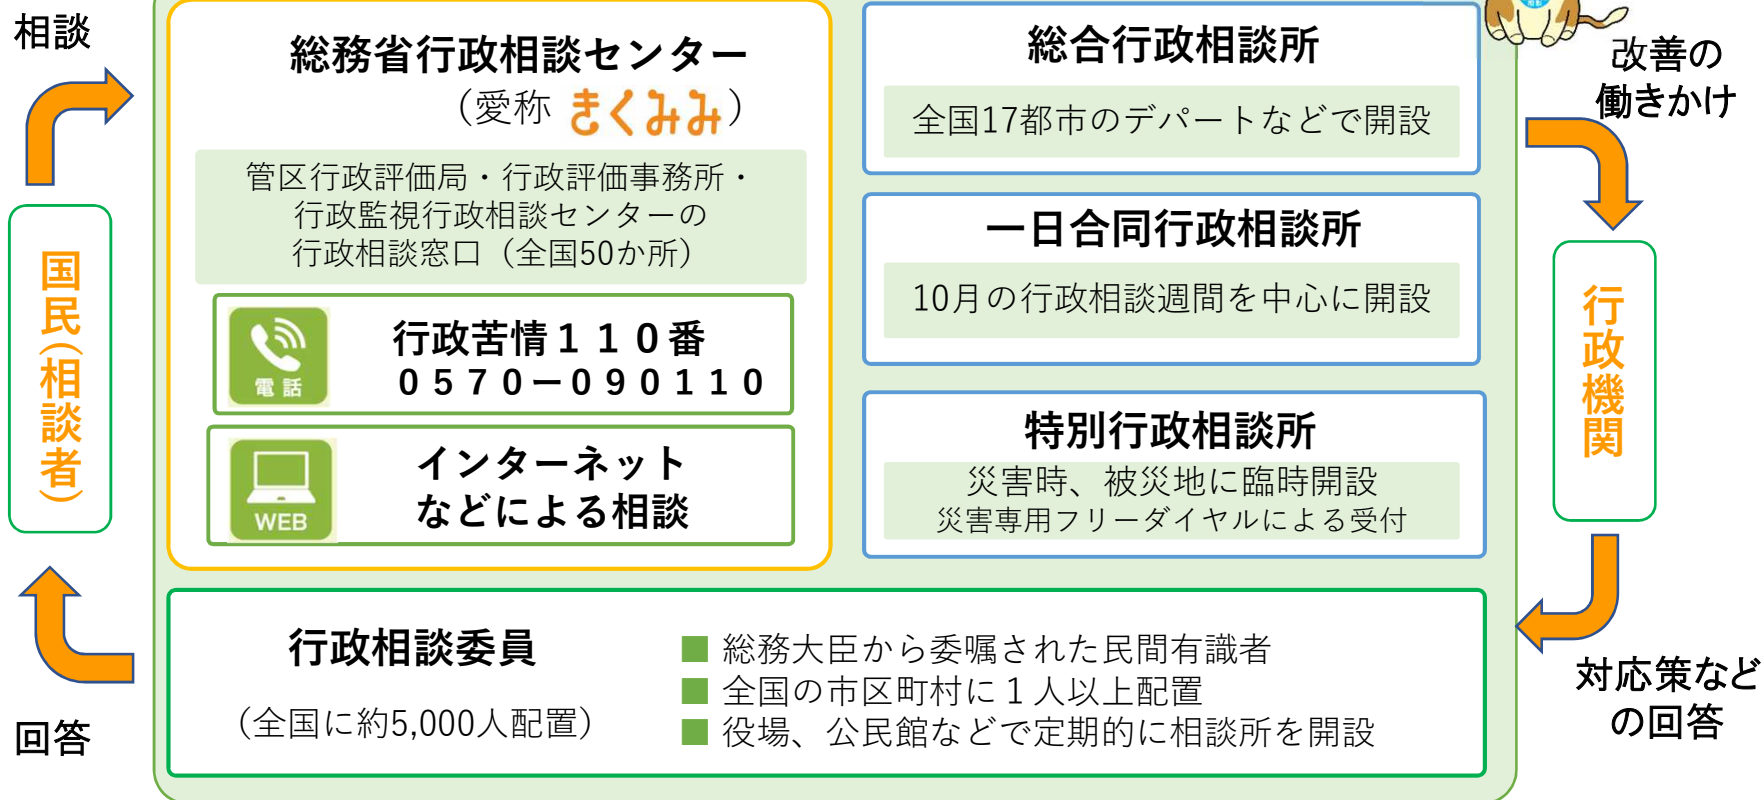 相談
国民(相談者)
回答
総務省行政相談センター
（愛称 きくみみ）
管区行政評価局・行政評価事務所・
行政監視行政相談センターの
行政相談窓口（全国50か所）
電話
行政苦情１１０番
０５７０ー０９０１１０
WEB
インターネット
などによる相談
総合行政相談所
全国17都市のデパートなどで開設
一日合同行政相談所
10月の行政相談週間を中心に開設
特別行政相談所
災害時、被災地に臨時開設
災害専用フリーダイヤルによる受付
行政相談委員
（全国に約5,000人配置）
■ 総務大臣から委嘱された民間有識者
■ 全国の市区町村に１人以上配置
■ 役場、公民館などで定期的に相談所を開設
改善の
働きかけ
行政機関
対応策など
の回答